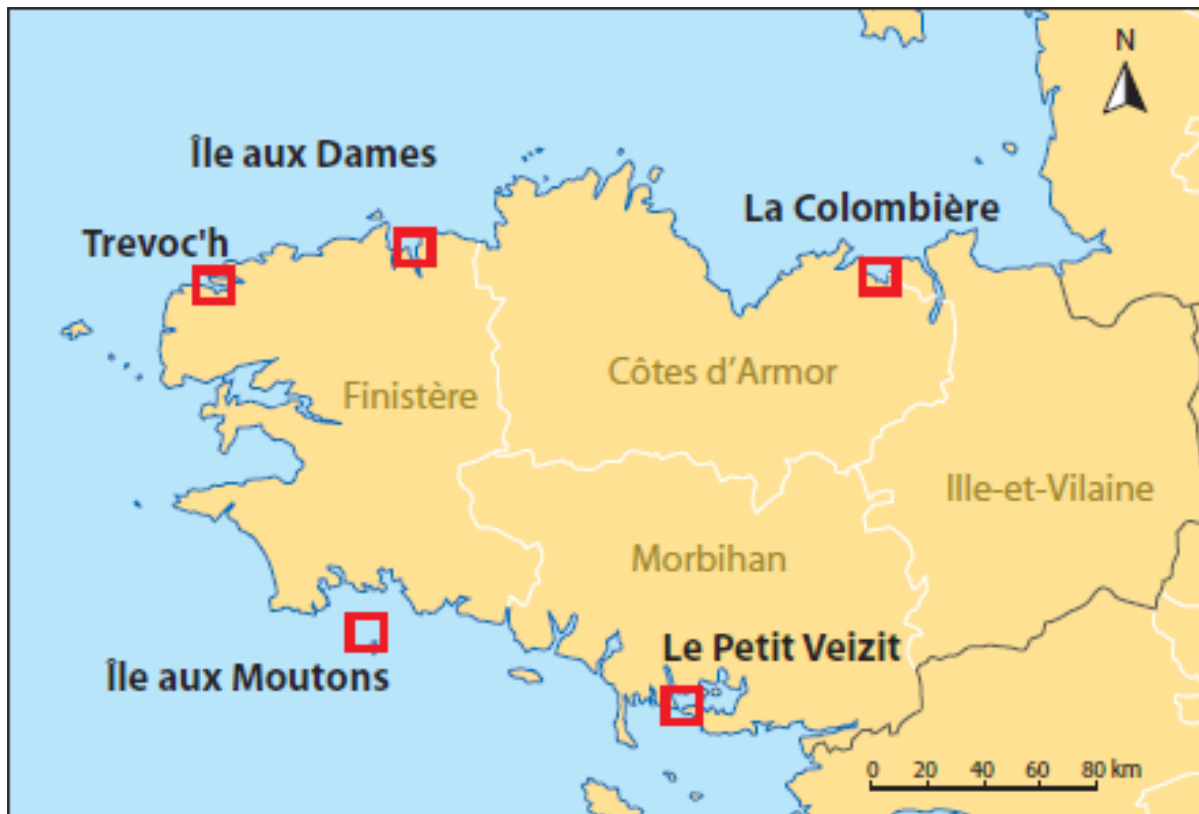 N
Île aux Dames
La Colombière
Trevoc'h
Côtes d'Armor
Finistère
Ille-et-Vilaine
Morbihan
Le Petit Veizit
Île aux Moutons
0 20 40 60 80 km